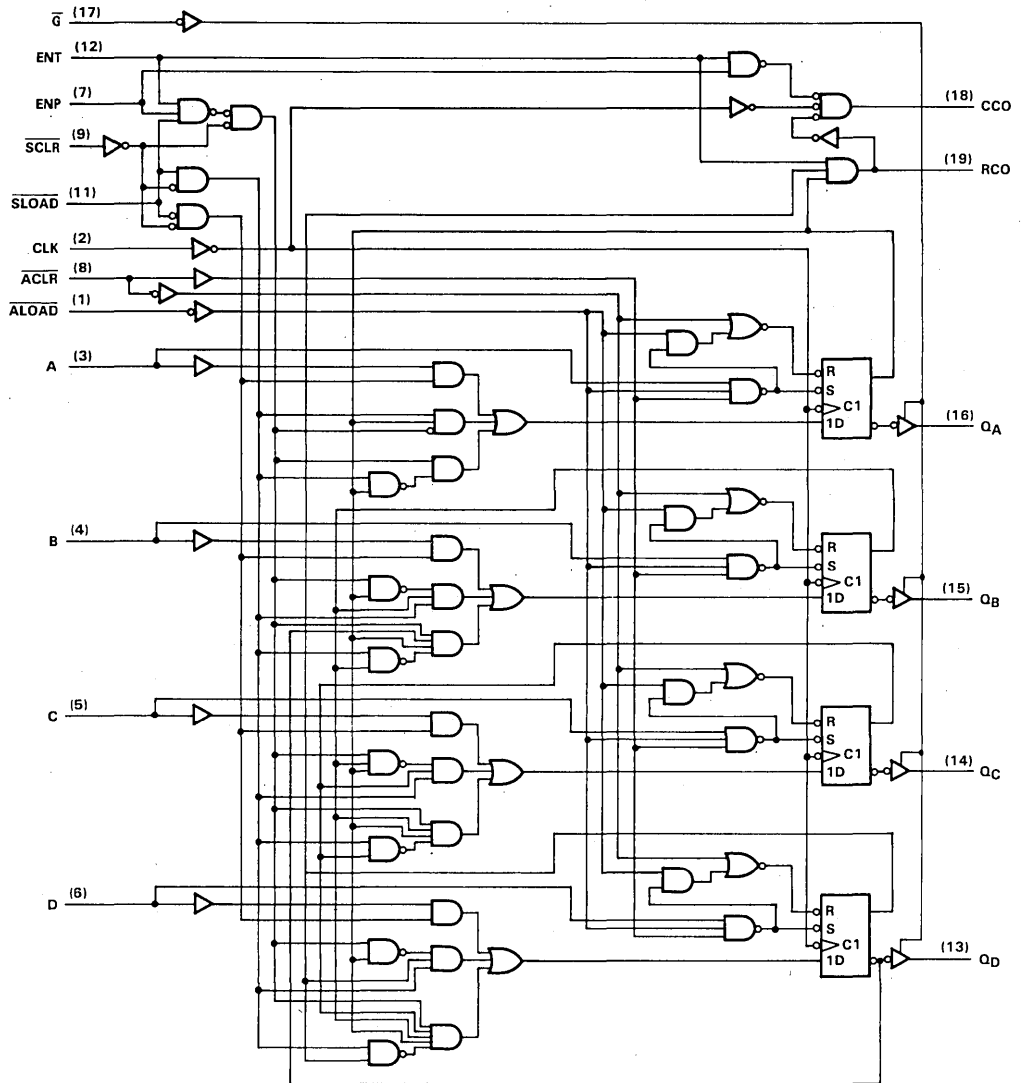 G (17)
ENT (12)
ENP (7)
(18) CCO
SCLR (9)
(19) RCO
SLOAD (11)
CLK (2)
ACLR (8)
ALOAD (1)
A (3)
R
S
C1
1D
(16) QA
B (4)
R
S
C1
1D
(15) QB
C (5)
R
S
C1
1D
(14) QC
D (6)
R
S
C1
1D
(13) QD